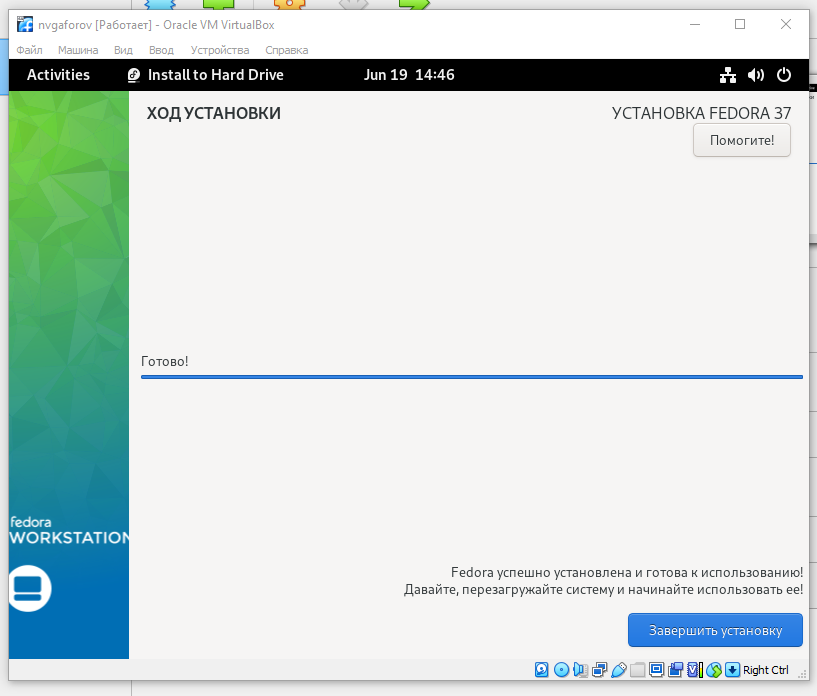 nvgaforov [Работает] - Oracle VM VirtualBox
Файл Машина Вид Ввод Устройства Справка
Activities Install to Hard Drive Jun 19 14:46
ХОД УСТАНОВКИ
УСТАНОВКА FEDORA 37
Помогите!
Готово!
fedora
WORKSTATION
Fedora успешно установлена и готова к использованию!
Давайте, перезагружайте систему и начинайте использовать ее!
Завершить установку
Right Ctrl